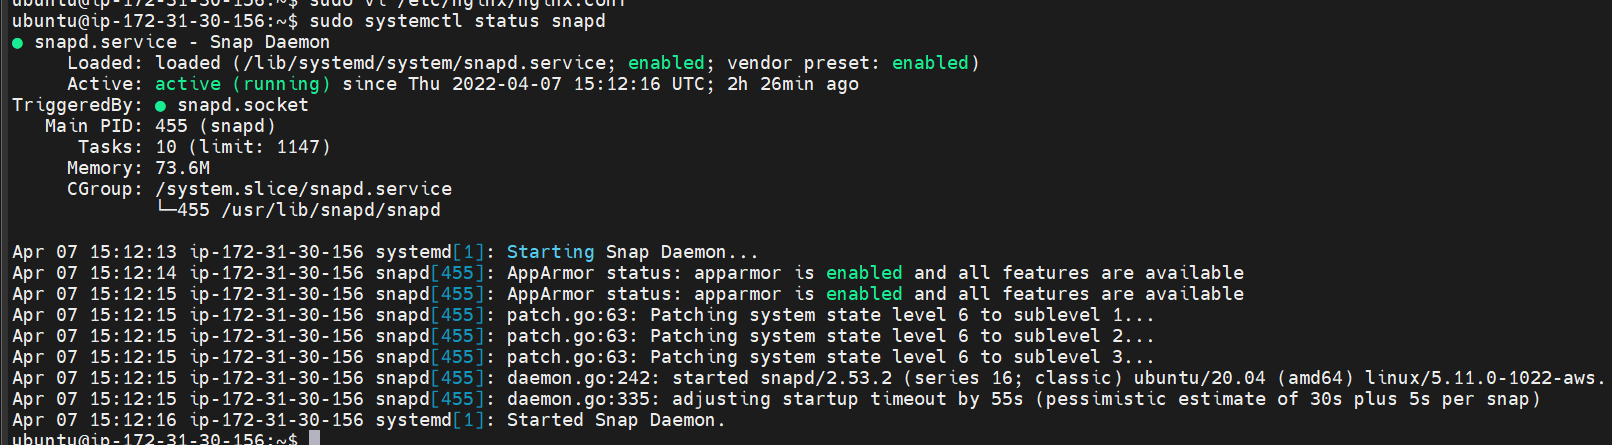 ubuntu@ip-172-31-30-156:~$ sudo vi /etc/nginx/nginx.conf
ubuntu@ip-172-31-30-156:~$ sudo systemctl status snapd
● snapd.service - Snap Daemon
     Loaded: loaded (/lib/systemd/system/snapd.service; enabled; vendor preset: enabled)
     Active: active (running) since Thu 2022-04-07 15:12:16 UTC; 2h 26min ago
TriggeredBy: ● snapd.socket
   Main PID: 455 (snapd)
      Tasks: 10 (limit: 1147)
     Memory: 73.6M
     CGroup: /system.slice/snapd.service
             └─455 /usr/lib/snapd/snapd
Apr 07 15:12:13 ip-172-31-30-156 systemd[1]: Starting Snap Daemon...
Apr 07 15:12:14 ip-172-31-30-156 snapd[455]: AppArmor status: apparmor is enabled and all features are available
Apr 07 15:12:15 ip-172-31-30-156 snapd[455]: AppArmor status: apparmor is enabled and all features are available
Apr 07 15:12:15 ip-172-31-30-156 snapd[455]: patch.go:63: Patching system state level 6 to sublevel 1...
Apr 07 15:12:15 ip-172-31-30-156 snapd[455]: patch.go:63: Patching system state level 6 to sublevel 2...
Apr 07 15:12:15 ip-172-31-30-156 snapd[455]: patch.go:63: Patching system state level 6 to sublevel 3...
Apr 07 15:12:15 ip-172-31-30-156 snapd[455]: daemon.go:242: started snapd/2.53.2 (series 16; classic) ubuntu/20.04 (amd64) linux/5.11.0-1022-aws.
Apr 07 15:12:15 ip-172-31-30-156 snapd[455]: daemon.go:335: adjusting startup timeout by 55s (pessimistic estimate of 30s plus 5s per snap)
Apr 07 15:12:16 ip-172-31-30-156 systemd[1]: Started Snap Daemon.
ubuntu@ip-172-31-30-156:~$